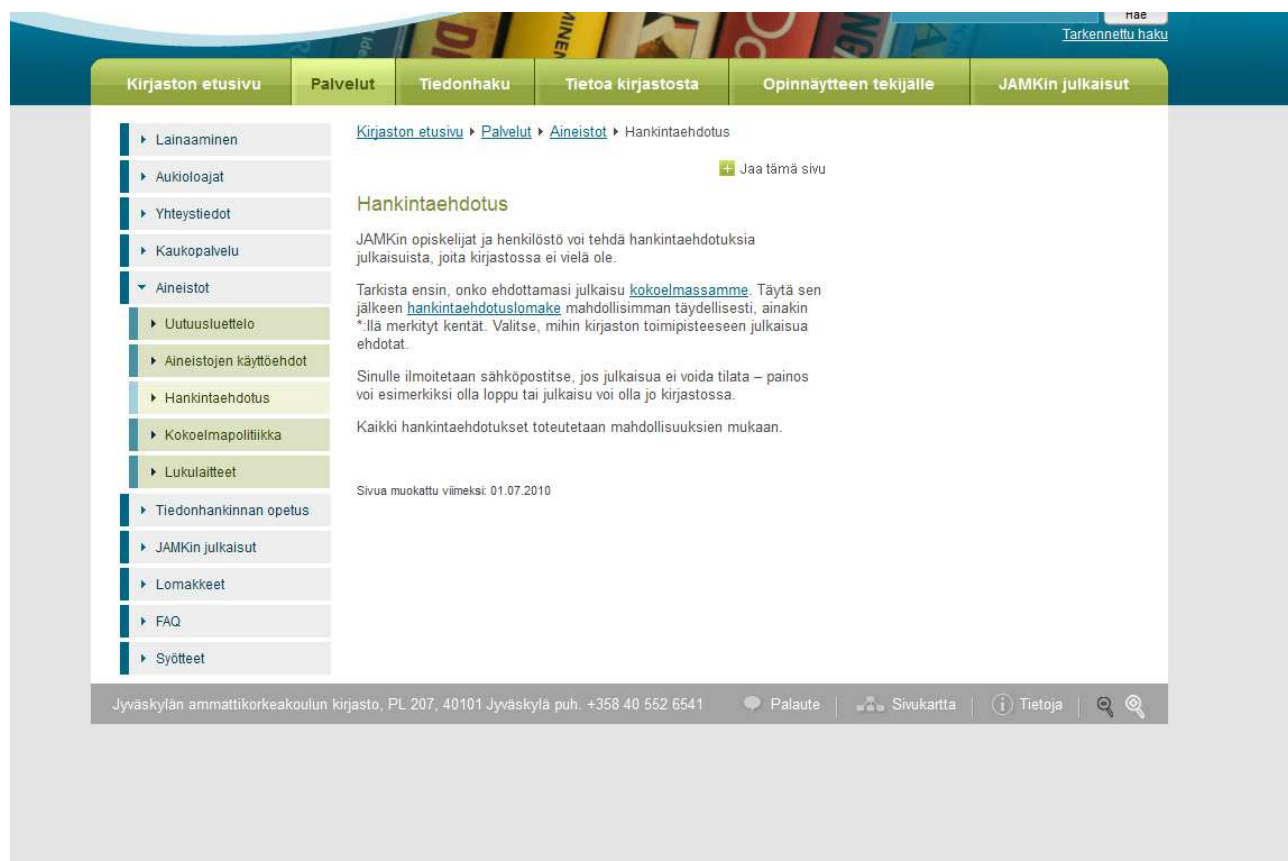 DI
MINEN
Hae
Tarkennettu haku
Kirjaston etusivu Palvelut Tiedonhaku Tietoa kirjastosta Opinnäytteen tekijälle JAMKin julkaisut
Lainaaminen
Aukioloajat
Yhteystiedot
Kaukopalvelu
Aineistot
Uutuusluettelo
Aineistojen käyttöehdot
Hankintaehdotus
Kokoelmapolitiikka
Lukulaitteet
Tiedonhankinnan opetus
JAMKin julkaisut
Lomakkeet
FAQ
Syötteet
Kirjaston etusivu Palvelut Aineistot Hankintaehdotus
Jaa tämä sivu
Hankintaehdotus
JAMKin opiskelijat ja henkilöstö voi tehdä hankintaehdotuksia
julkaisuista, joita kirjastossa ei vielä ole.
Tarkista ensin, onko ehdottamasi julkaisu kokoelmassamme. Täytä sen
jälkeen hankintaehdotuslomake mahdollisimman täydellisesti, ainakin
*:llä merkityt kentät. Valitse, mihin kirjaston toimipisteeseen julkaisua
ehdotat.
Sinulle ilmoitetaan sähköpostitse, jos julkaisua ei voida tilata – painos
voi esimerkiksi olla loppu tai julkaisu voi olla jo kirjastossa.
Kaikki hankintaehdotukset toteutetaan mahdollisuuksien mukaan.
Sivua muokattu viimeksi: 01.07.2010
Jyväskylän ammattikorkeakoulun kirjasto, PL 207, 40101 Jyväskylä puh. +358 40 552 6541 Palaute Sivukartta Tietoja